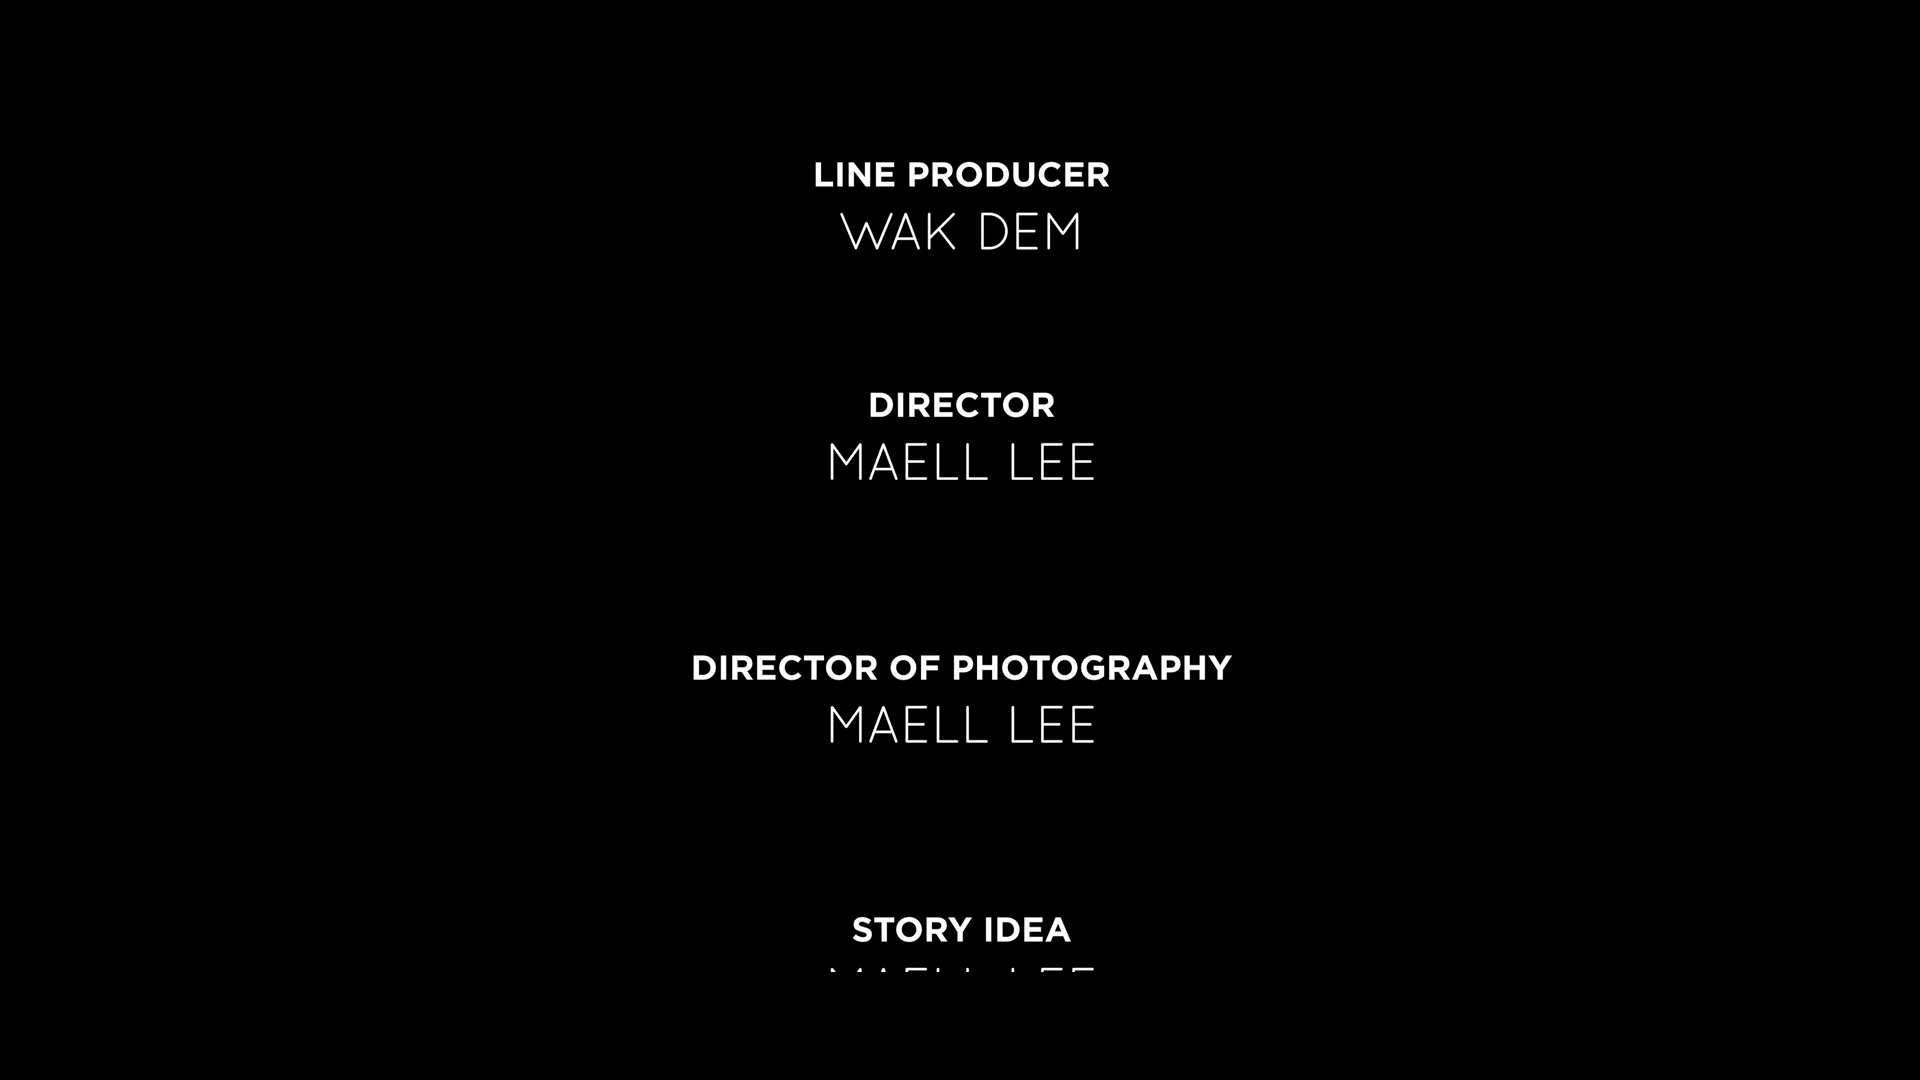 LINE PRODUCER
WAK DEM
DIRECTOR
MAELL LEE
DIRECTOR OF PHOTOGRAPHY
MAELL LEE
STORY IDEA